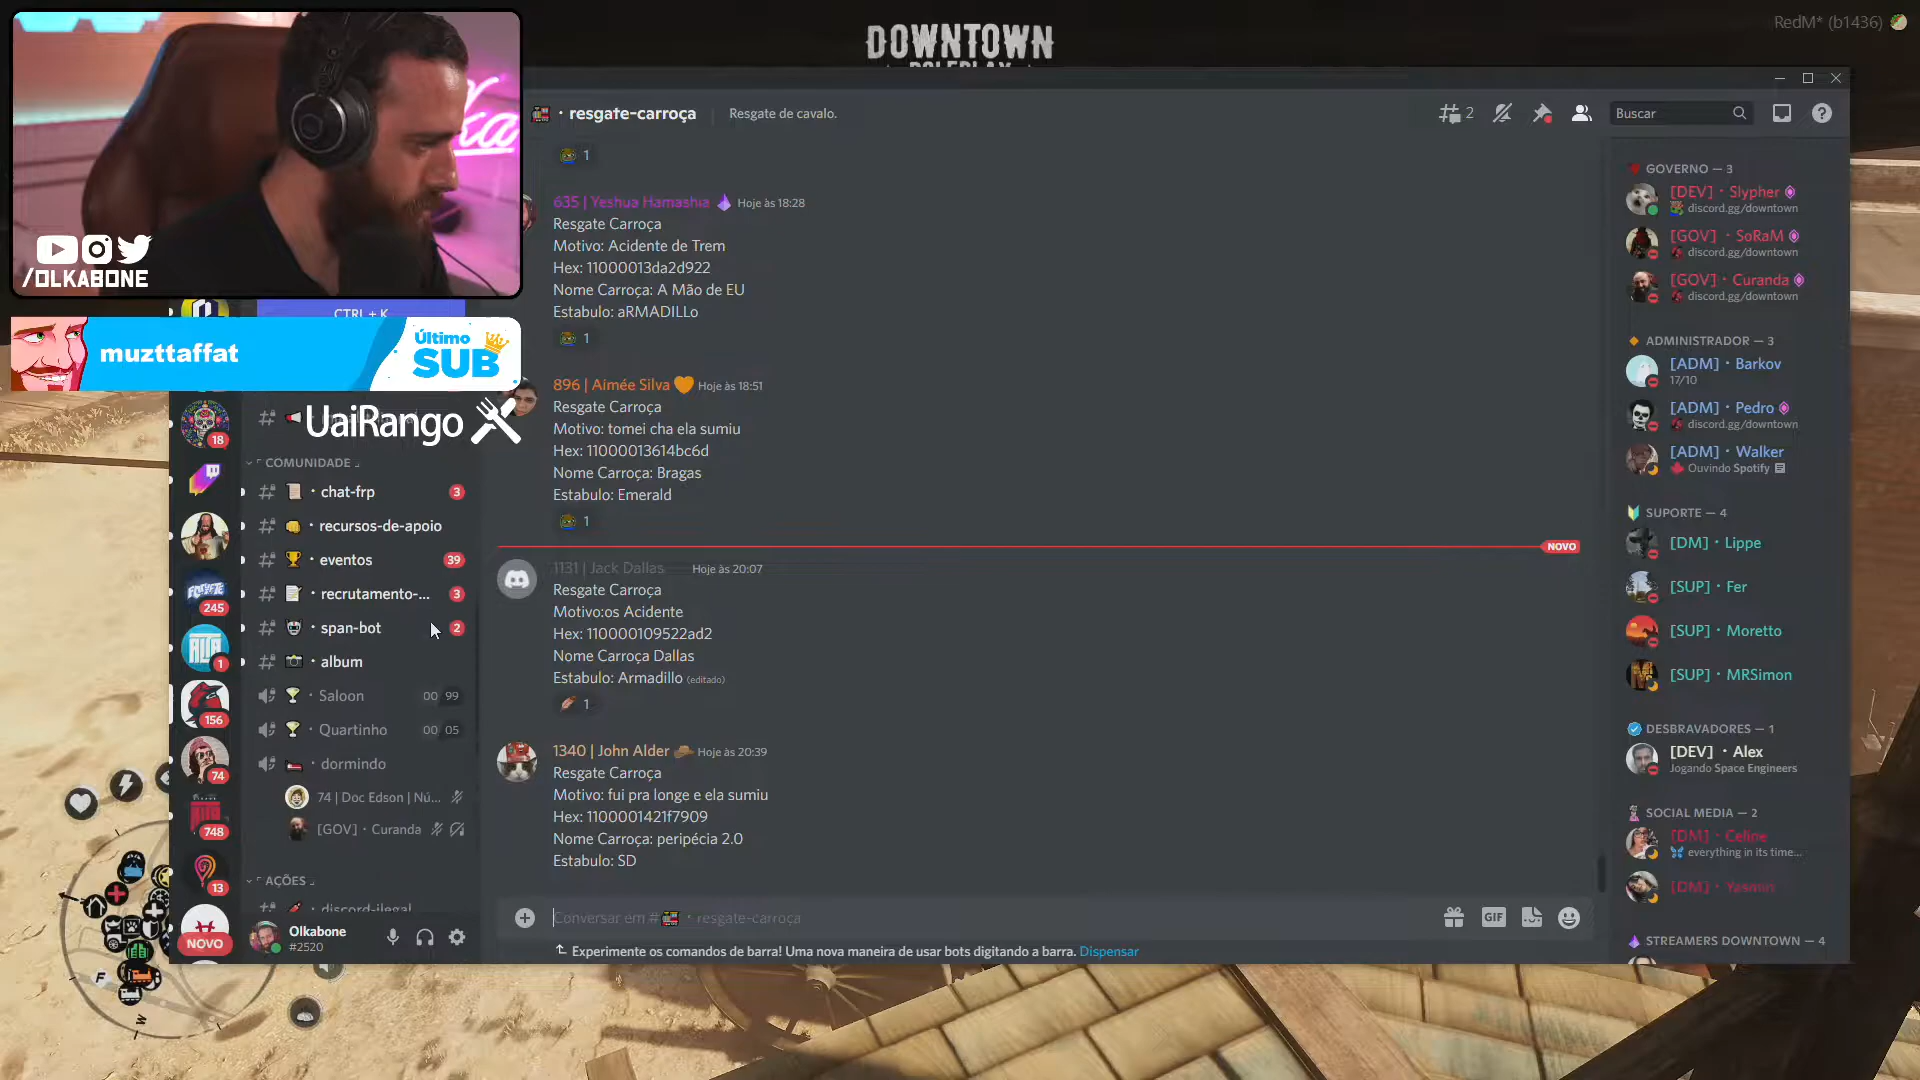 RedM* (b1436)
DOWNTOWN
ROLEPLAY
/OLKABONE
CTRL + K
muzttaffat
Último
SUB
UaiRango
resgate-carroça
Resgate de cavalo.
2
Buscar
1
635 | Yeshua Hamashia
Hoje às 18:28
Resgate Carroça
Motivo: Acidente de Trem
Hex: 11000013da2d922
Nome Carroça: A Mão de EU
Estabulo: aRMADILLo
1
896 | Aimée Silva
Hoje às 18:51
Resgate Carroça
Motivo: tomei cha ela sumiu
Hex: 11000013614bc6d
Nome Carroça: Bragas
Estabulo: Emerald
1
NOVO
1131 | Jack Dallas
Hoje às 20:07
Resgate Carroça
Motivo:os Acidente
Hex: 110000109522ad2
Nome Carroça Dallas
Estabulo: Armadillo (editado)
1
1340 | John Alder
Hoje às 20:39
Resgate Carroça
Motivo: fui pra longe e ela sumiu
Hex: 1100001421f7909
Nome Carroça: peripécia 2.0
Estabulo: SD
Conversar em # · resgate-carroça
GIF
Experimente os comandos de barra! Uma nova maneira de usar bots digitando a barra. Dispensar
18
245
1
156
74
748
13
NOVO
COMUNIDADE
chat-frp
3
recursos-de-apoio
eventos
39
recrutamento-...
3
span-bot
2
album
Saloon
00 99
Quartinho
00 05
dormindo
74 | Doc Edson | Nú...
[GOV] · Curanda
AÇÕES
discord-ilegal
Olkabone
#2520
GOVERNO — 3
[DEV] · Slypher
discord.gg/downtown
[GOV] · SoRaM
discord.gg/downtown
[GOV] · Curanda
discord.gg/downtown
ADMINISTRADOR — 3
[ADM] · Barkov
17/10
[ADM] · Pedro
discord.gg/downtown
[ADM] · Walker
Ouvindo Spotify
SUPORTE — 4
[DM] · Lippe
[SUP] · Fer
[SUP] · Moretto
[SUP] · MRSimon
DESBRAVADORES — 1
[DEV] · Alex
Jogando Space Engineers
SOCIAL MEDIA — 2
[DM] · Celine
everything in its time...
[DM] · Yasmin
STREAMERS DOWNTOWN — 4